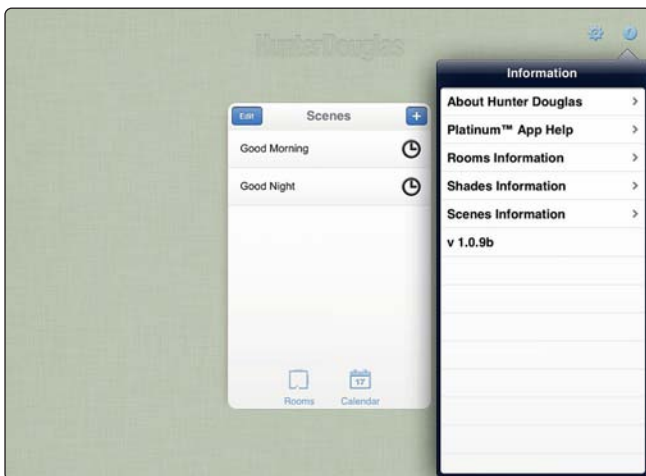 HunterDouglas
Edit
Scenes
+
Good Morning
Good Night
17
Rooms
Calendar
Information
About Hunter Douglas
Platinum™ App Help
Rooms Information
Shades Information
Scenes Information
v 1.0.9b